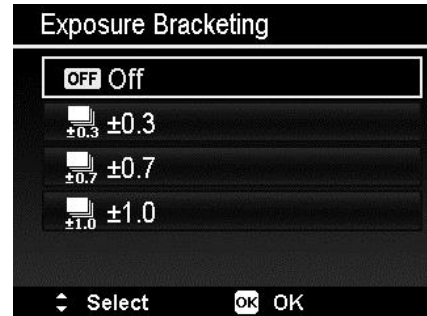 Exposure Bracketing
OFF Off
±0.3 ±0.3
±0.7 ±0.7
±1.0 ±1.0
Select OK OK